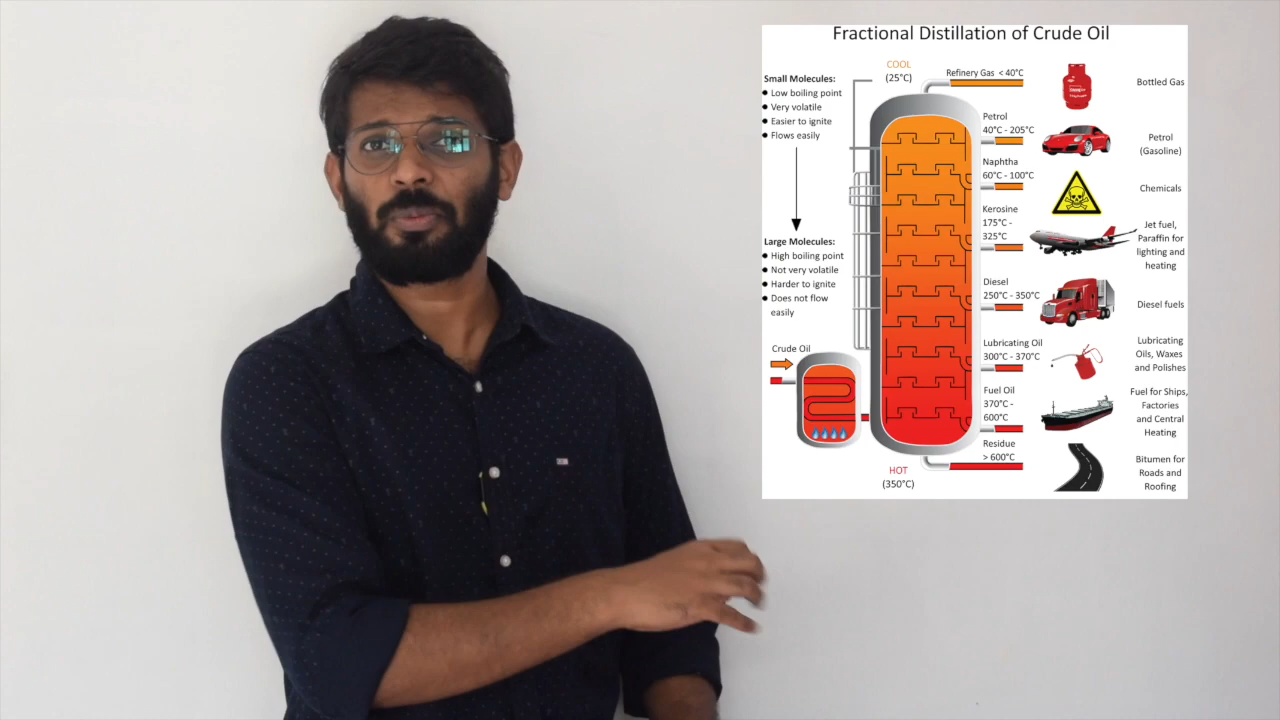 Fractional Distillation of Crude Oil
COOL
(25°C)
Refinery Gas < 40°C
Bottled Gas
Small Molecules:
• Low boiling point
• Very volatile
• Easier to ignite
• Flows easily
Petrol
40°C - 205°C
Petrol
(Gasoline)
Naphtha
60°C - 100°C
Chemicals
Kerosine
175°C -
325°C
Jet fuel,
Paraffin for
lighting and
heating
Large Molecules:
• High boiling point
• Not very volatile
• Harder to ignite
• Does not flow
easily
Diesel
250°C - 350°C
Diesel fuels
Crude Oil
Lubricating Oil
300°C - 370°C
Lubricating
Oils, Waxes
and Polishes
Fuel Oil
370°C -
600°C
Fuel for Ships,
Factories
and Central
Heating
Residue
> 600°C
Bitumen for
Roads and
Roofing
HOT
(350°C)